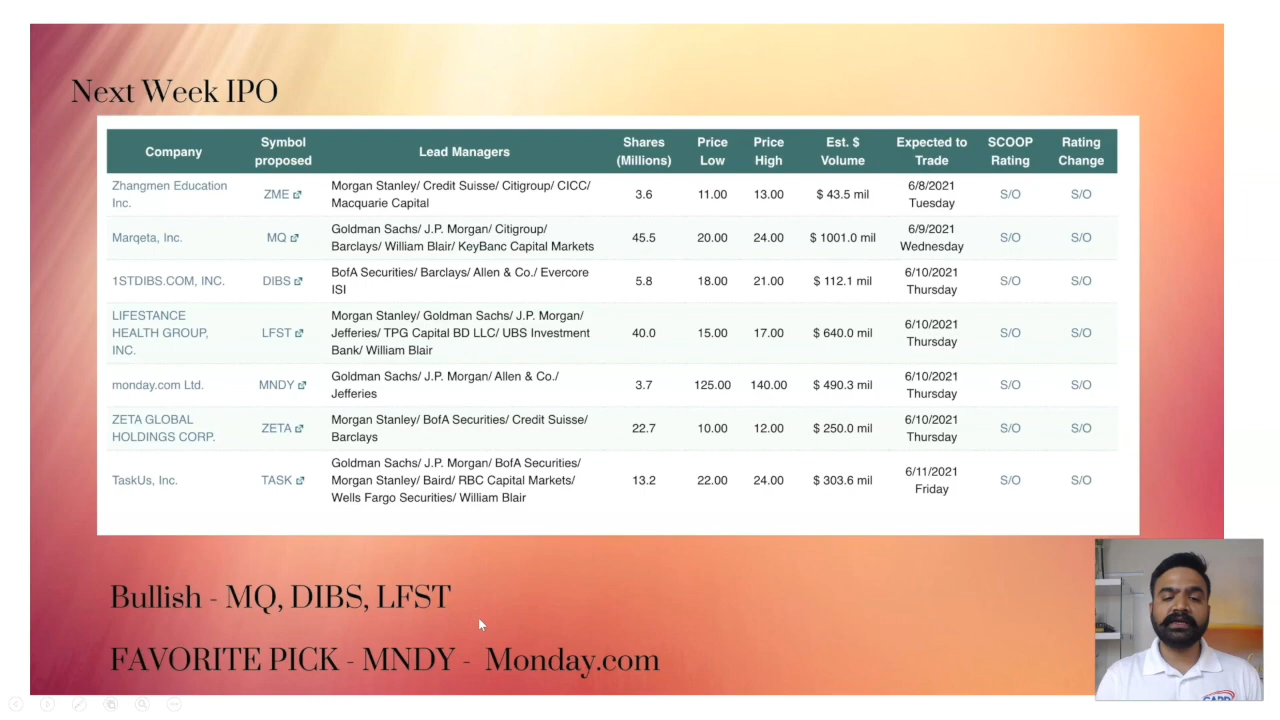 Next Week IPO
Company Symbol proposed Lead Managers Shares (Millions) Price Low Price High Est. $ Volume Expected to Trade SCOOP Rating Rating Change
Zhangmen Education Inc. ZME Morgan Stanley/ Credit Suisse/ Citigroup/ CICC/ Macquarie Capital 3.6 11.00 13.00 $ 43.5 mil 6/8/2021 Tuesday S/O S/O
Marqeta, Inc. MQ Goldman Sachs/ J.P. Morgan/ Citigroup/ Barclays/ William Blair/ KeyBanc Capital Markets 45.5 20.00 24.00 $ 1001.0 mil 6/9/2021 Wednesday S/O S/O
1STDIBS.COM, INC. DIBS BofA Securities/ Barclays/ Allen & Co./ Evercore ISI 5.8 18.00 21.00 $ 112.1 mil 6/10/2021 Thursday S/O S/O
LIFESTANCE HEALTH GROUP, INC. LFST Morgan Stanley/ Goldman Sachs/ J.P. Morgan/ Jefferies/ TPG Capital BD LLC/ UBS Investment Bank/ William Blair 40.0 15.00 17.00 $ 640.0 mil 6/10/2021 Thursday S/O S/O
monday.com Ltd. MNDY Goldman Sachs/ J.P. Morgan/ Allen & Co./ Jefferies 3.7 125.00 140.00 $ 490.3 mil 6/10/2021 Thursday S/O S/O
ZETA GLOBAL HOLDINGS CORP. ZETA Morgan Stanley/ BofA Securities/ Credit Suisse/ Barclays 22.7 10.00 12.00 $ 250.0 mil 6/10/2021 Thursday S/O S/O
TaskUs, Inc. TASK Goldman Sachs/ J.P. Morgan/ BofA Securities/ Morgan Stanley/ Baird/ RBC Capital Markets/ Wells Fargo Securities/ William Blair 13.2 22.00 24.00 $ 303.6 mil 6/11/2021 Friday S/O S/O
Bullish - MQ, DIBS, LFST
FAVORITE PICK - MNDY - Monday.com